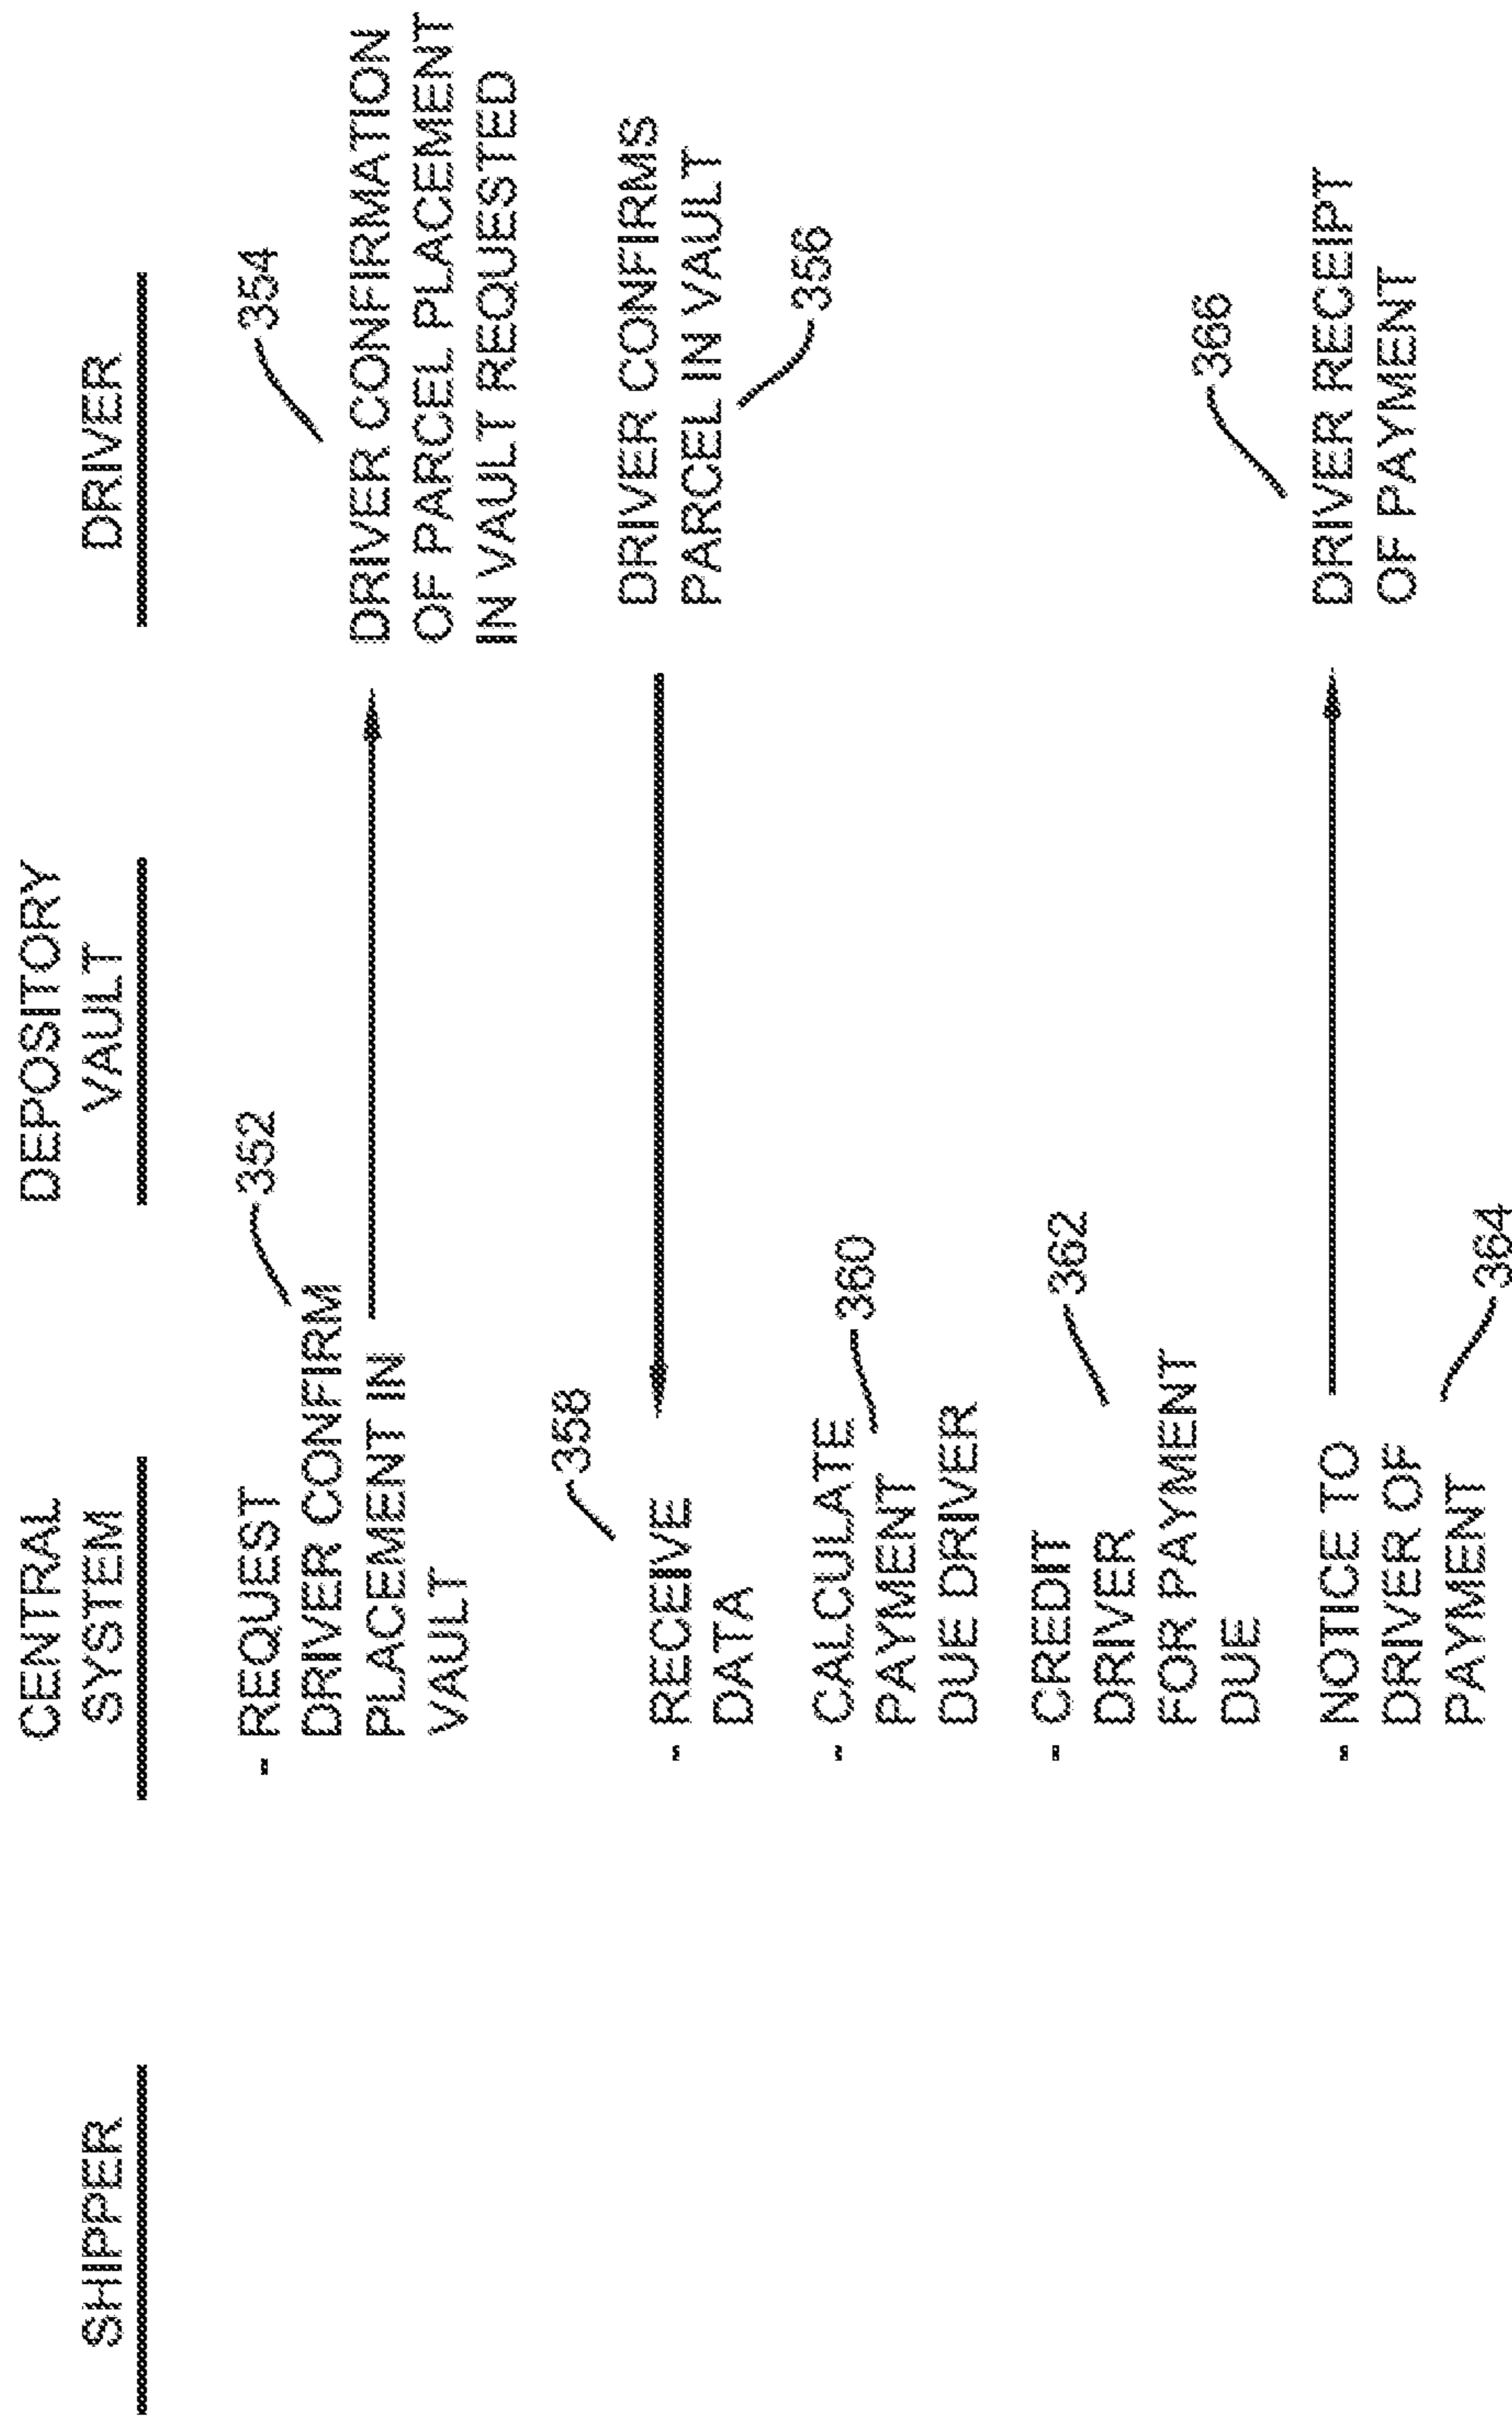 SHIPPER
CENTRAL
SYSTEM
DEPOSITORY
VAULT
DRIVER
352
- REQUEST
DRIVER CONFIRM
PLACEMENT IN
VAULT
354
DRIVER CONFIRMATION
OF PARCEL PLACEMENT
IN VAULT REQUESTED
DRIVER CONFIRMS
PARCEL IN VAULT
356
358
- RECEIVE
DATA
- CALCULATE
PAYMENT
DUE DRIVER
360
- CREDIT
DRIVER
FOR PAYMENT
DUE
362
- NOTICE TO
DRIVER OF
PAYMENT
364
366
DRIVER RECEIPT
OF PAYMENT